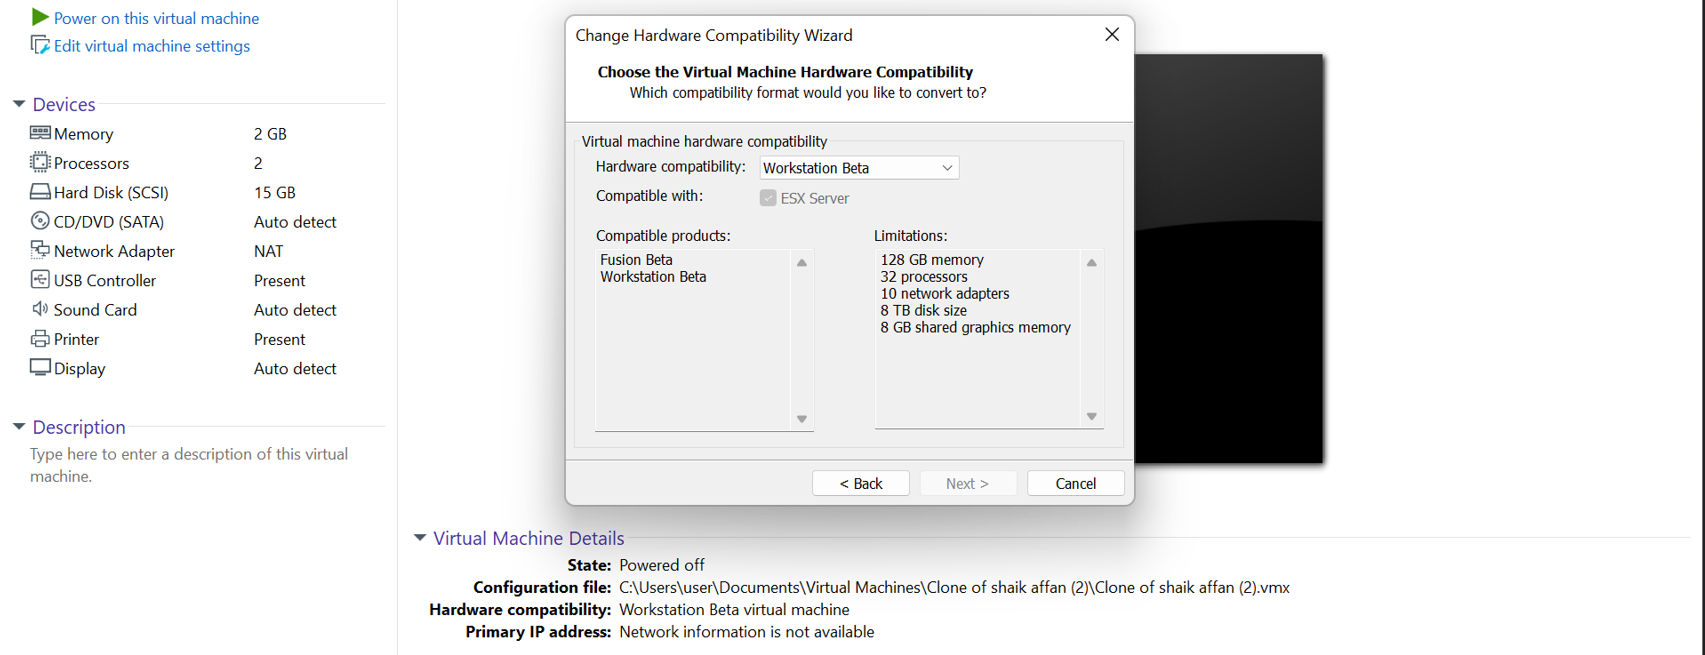 Power on this virtual machine
Edit virtual machine settings
Devices
Memory 2 GB
Processors 2
Hard Disk (SCSI) 15 GB
CD/DVD (SATA) Auto detect
Network Adapter NAT
USB Controller Present
Sound Card Auto detect
Printer Present
Display Auto detect
Description
Type here to enter a description of this virtual
machine.
Change Hardware Compatibility Wizard
Choose the Virtual Machine Hardware Compatibility
Which compatibility format would you like to convert to?
Virtual machine hardware compatibility
Hardware compatibility: Workstation Beta
Compatible with: ESX Server
Compatible products:
Fusion Beta
Workstation Beta
Limitations:
128 GB memory
32 processors
10 network adapters
8 TB disk size
8 GB shared graphics memory
< Back Next > Cancel
Virtual Machine Details
State: Powered off
Configuration file: C:\Users\user\Documents\Virtual Machines\Clone of shaik affan (2)\Clone of shaik affan (2).vmx
Hardware compatibility: Workstation Beta virtual machine
Primary IP address: Network information is not available